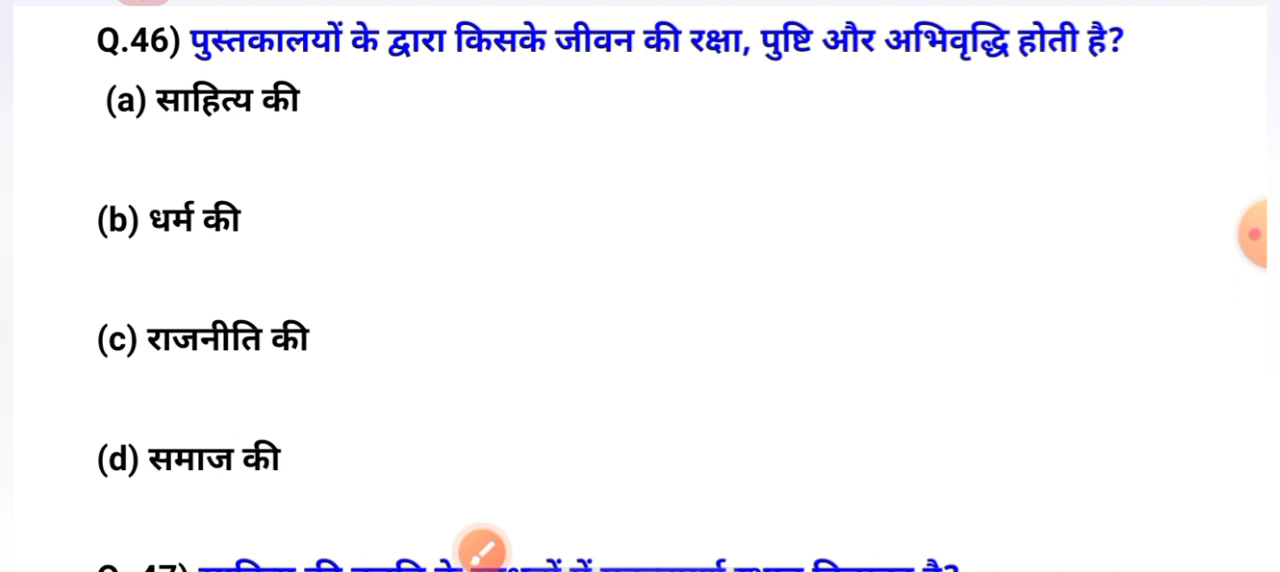 Q.46) पुस्तकालयों के द्वारा किसके जीवन की रक्षा, पुष्टि और अभिवृद्धि होती है?
(a) साहित्य की
(b) धर्म की
(c) राजनीति की
(d) समाज की